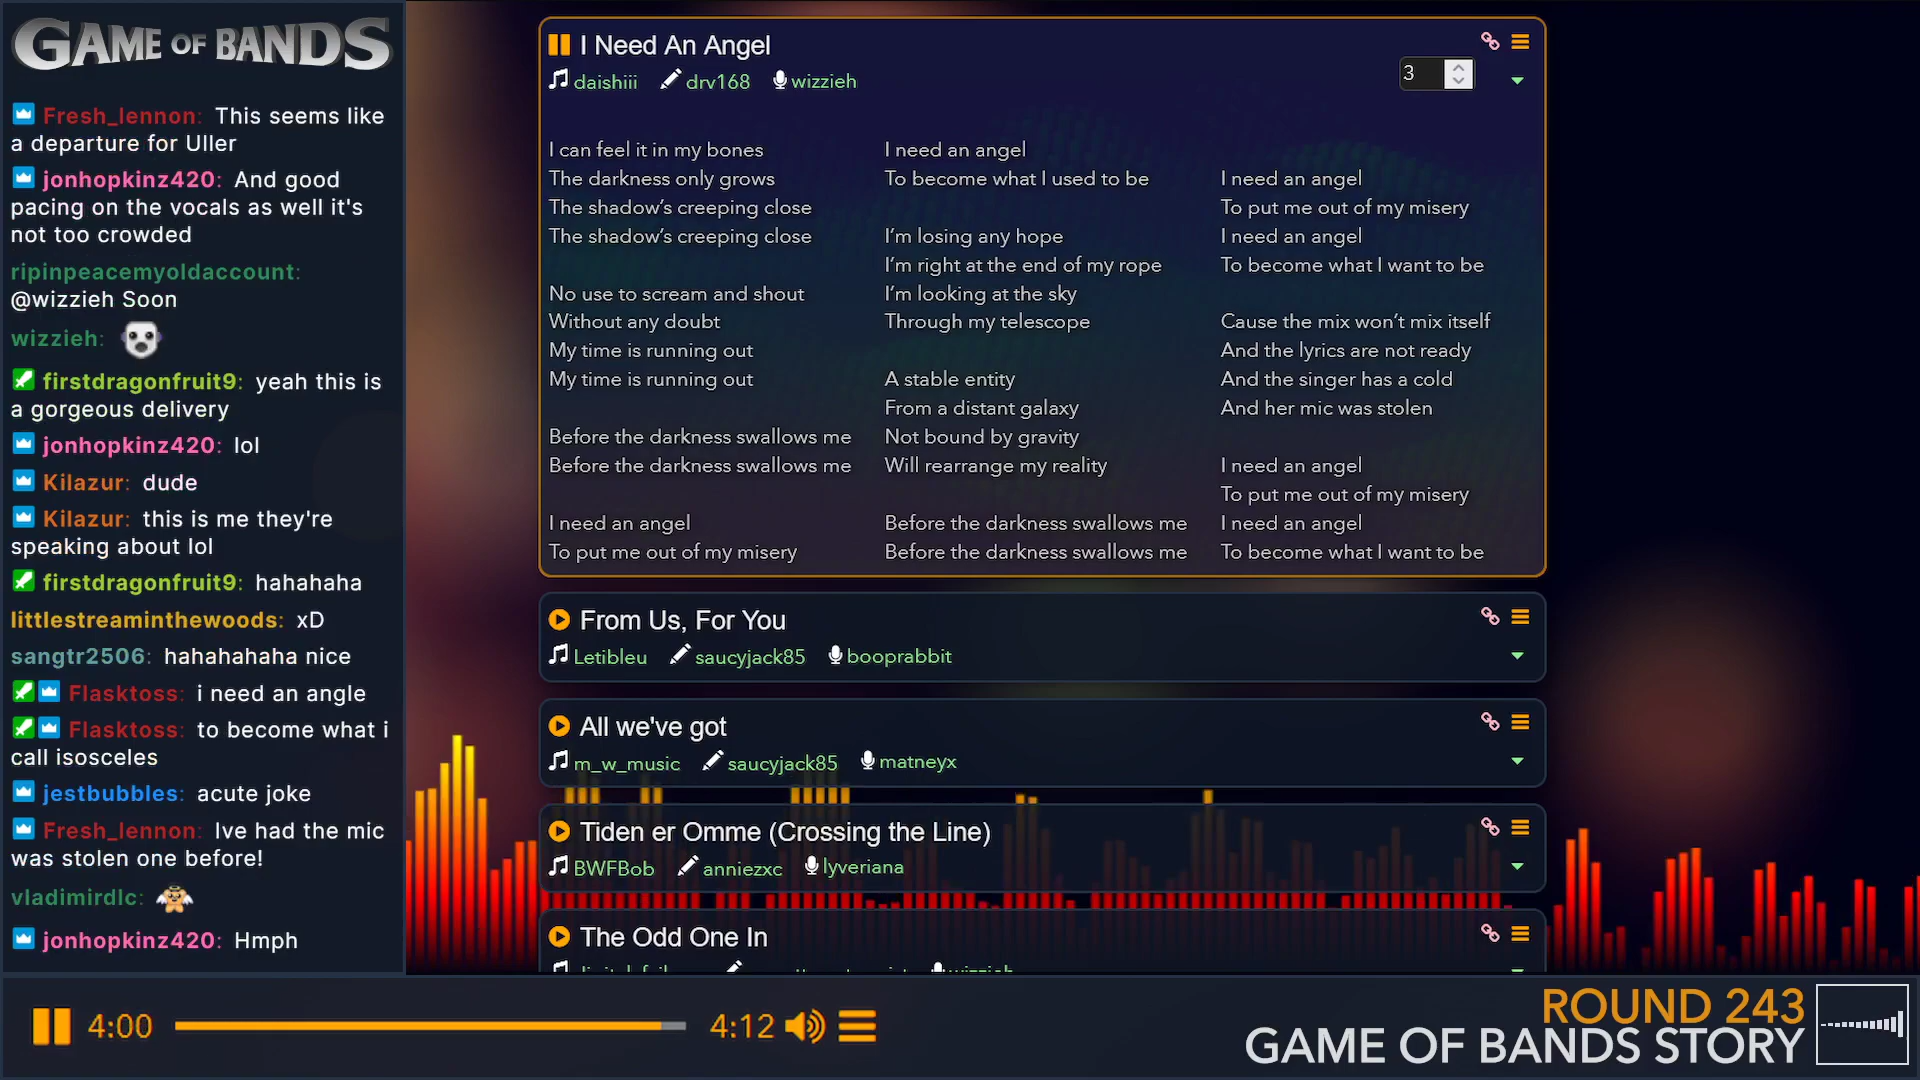 GAME OF BANDS
Fresh_lennon: This seems like
a departure for Uller
jonhopkinz420: And good
pacing on the vocals as well it's
not too crowded
ripinpeacemyoldaccount:
@wizzieh Soon
wizzieh:
firstdragonfruit9: yeah this is
a gorgeous delivery
jonhopkinz420: lol
Kilazur: dude
Kilazur: this is me they're
speaking about lol
firstdragonfruit9: hahahaha
littlestreaminthewoods: xD
sangtr2506: hahahahaha nice
Flasktoss: i need an angle
Flasktoss: to become what i
call isosceles
jestbubbles: acute joke
Fresh_lennon: Ive had the mic
was stolen one before!
vladimirdlc:
jonhopkinz420: Hmph
I Need An Angel
daishiii drv168 wizzieh
3
I can feel it in my bones
The darkness only grows
The shadow's creeping close
The shadow's creeping close
No use to scream and shout
Without any doubt
My time is running out
My time is running out
Before the darkness swallows me
Before the darkness swallows me
I need an angel
To put me out of my misery
I need an angel
To become what I used to be
I'm losing any hope
I'm right at the end of my rope
I'm looking at the sky
Through my telescope
A stable entity
From a distant galaxy
Not bound by gravity
Will rearrange my reality
Before the darkness swallows me
Before the darkness swallows me
I need an angel
To put me out of my misery
I need an angel
To become what I want to be
Cause the mix won't mix itself
And the lyrics are not ready
And the singer has a cold
And her mic was stolen
I need an angel
To put me out of my misery
I need an angel
To become what I want to be
From Us, For You
Letibleu saucyjack85 booprabbit
All we've got
m_w_music saucyjack85 matneyx
Tiden er Omme (Crossing the Line)
BWFBob anniezxc lyveriana
The Odd One In
wizzieh
4:00 4:12
ROUND 243
GAME OF BANDS STORY